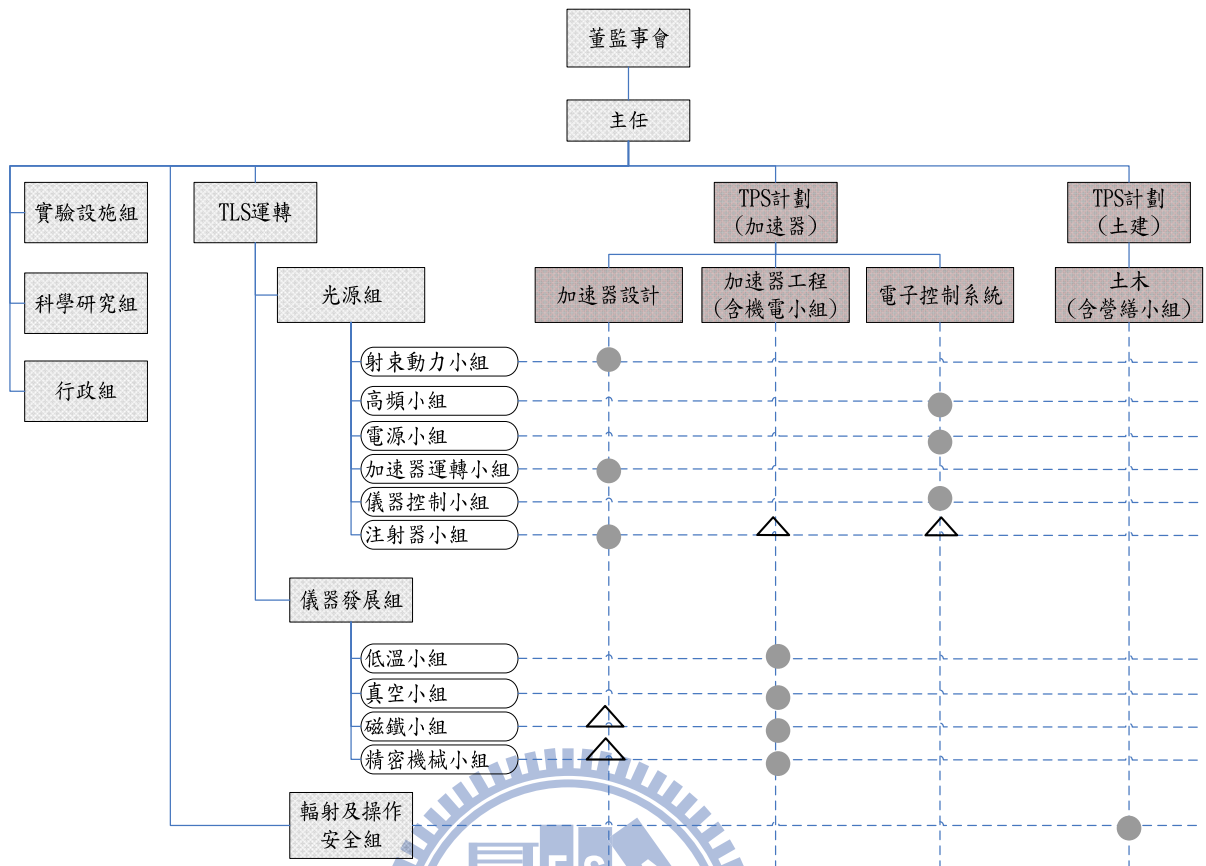 董監事會
主任
實驗設施組
TLS運轉
TPS計劃
(加速器)
TPS計劃
(土建)
科學研究組
光源組
加速器設計
加速器工程
(含機電小組)
電子控制系統
土木
(含營繕小組)
行政組
射束動力小組
高頻小組
電源小組
加速器運轉小組
儀器控制小組
注射器小組
儀器發展組
低溫小組
真空小組
磁鐵小組
精密機械小組
輻射及操作
安全組